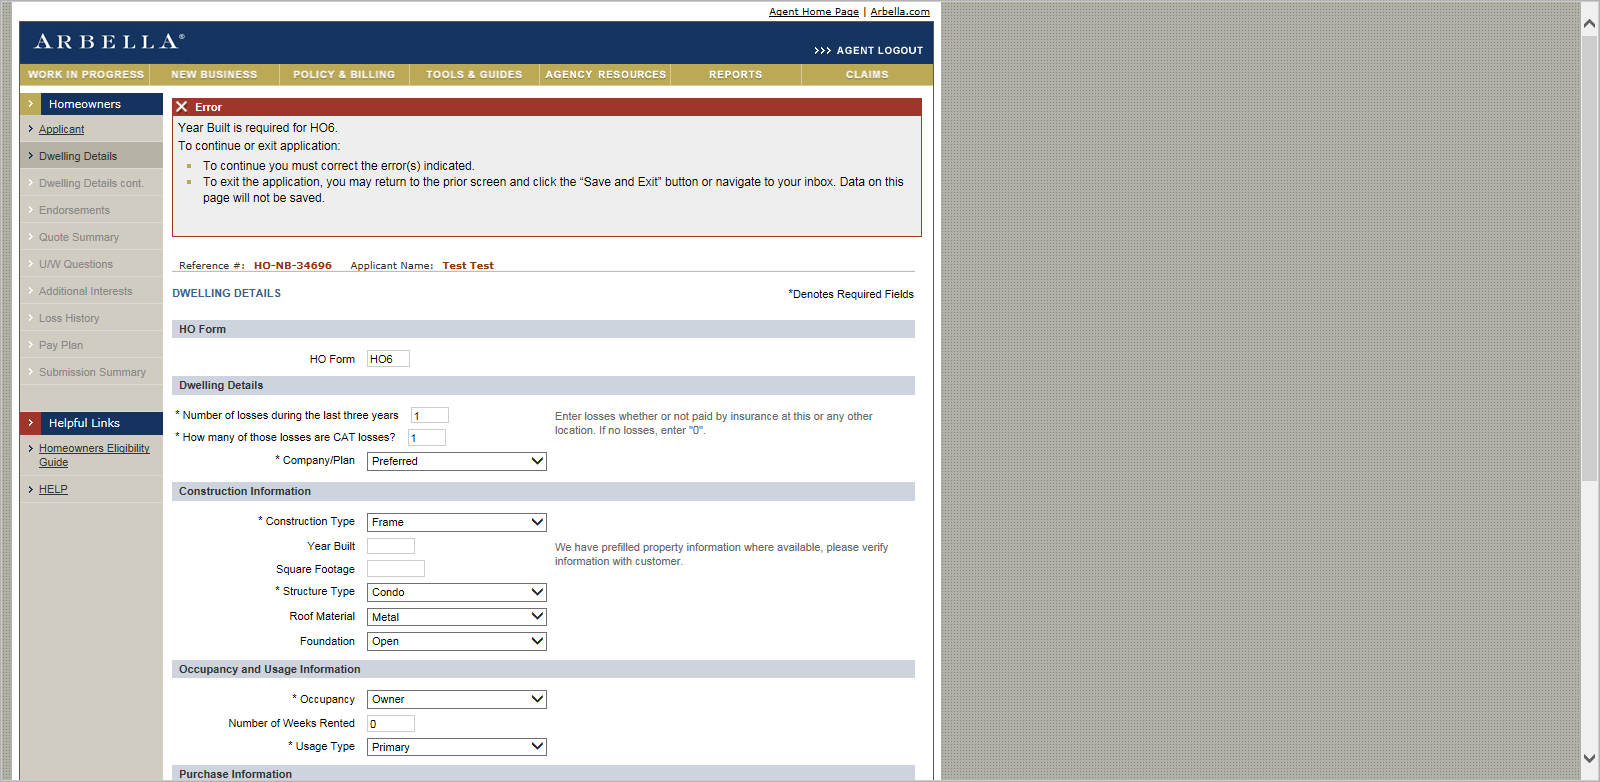 Agent Home Page | Arbella.com
ARBELLA®
>>> AGENT LOGOUT
WORK IN PROGRESS NEW BUSINESS POLICY & BILLING TOOLS & GUIDES AGENCY RESOURCES REPORTS CLAIMS
Homeowners
Applicant
Dwelling Details
Dwelling Details cont.
Endorsements
Quote Summary
U/W Questions
Additional Interests
Loss History
Pay Plan
Submission Summary
Helpful Links
Homeowners Eligibility
Guide
HELP
Error
Year Built is required for HO6.
To continue or exit application:
To continue you must correct the error(s) indicated.
To exit the application, you may return to the prior screen and click the “Save and Exit” button or navigate to your inbox. Data on this
page will not be saved.
Reference #: HO-NB-34696 Applicant Name: Test Test
DWELLING DETAILS
*Denotes Required Fields
HO Form
HO Form HO6
Dwelling Details
* Number of losses during the last three years 1
Enter losses whether or not paid by insurance at this or any other
location. If no losses, enter "0".
* How many of those losses are CAT losses? 1
* Company/Plan Preferred
Construction Information
* Construction Type Frame
Year Built
We have prefilled property information where available, please verify
information with customer.
Square Footage
* Structure Type Condo
Roof Material Metal
Foundation Open
Occupancy and Usage Information
* Occupancy Owner
Number of Weeks Rented 0
* Usage Type Primary
Purchase Information